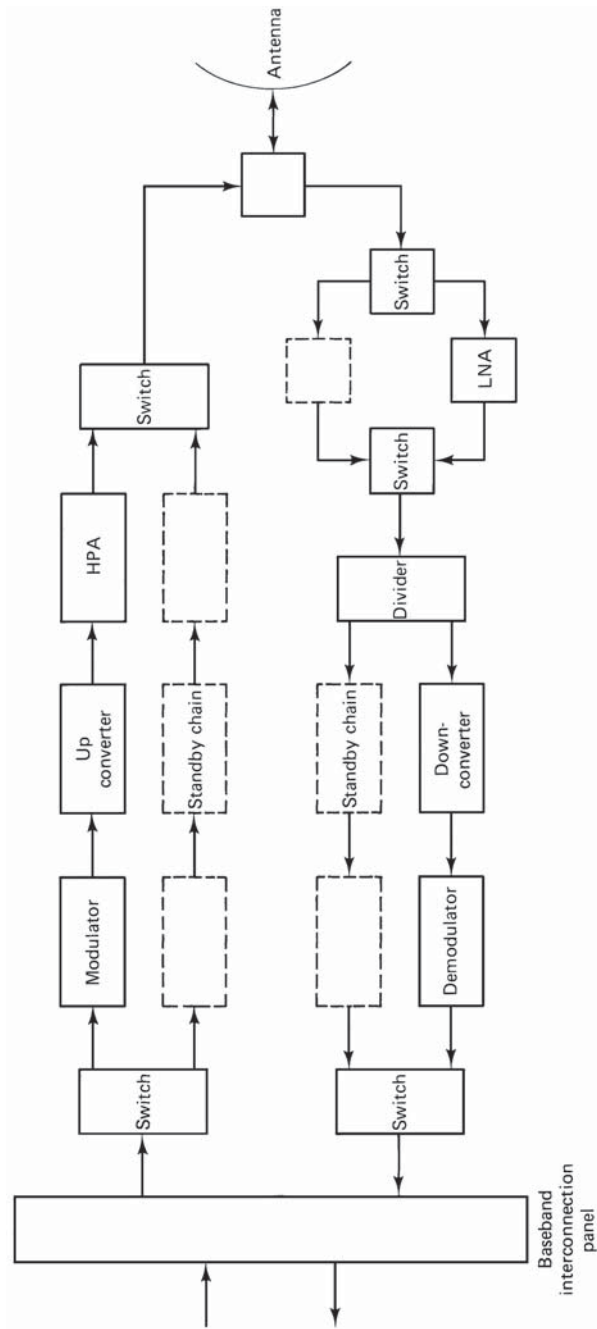 Antenna
Switch
HPA
Up
converter
Modulator
Switch
Standby chain
Switch
LNA
Switch
Divider
Standby chain
Down-
converter
Demodulator
Switch
Baseband
interconnection
panel